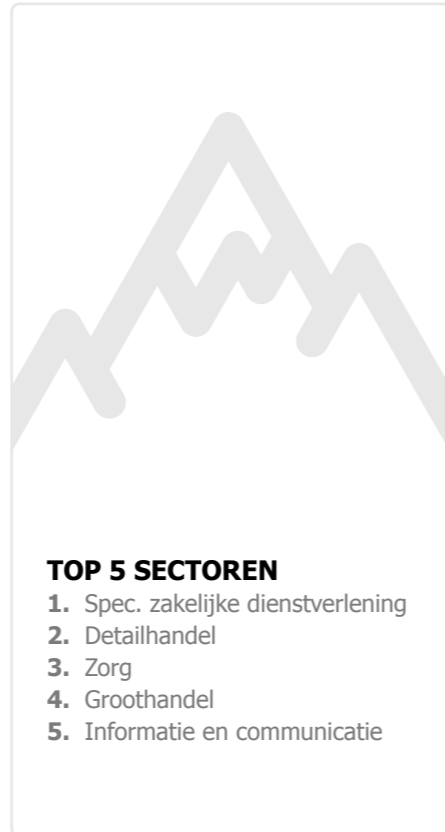 TOP 5 SECTOREN
1. Spec. zakelijke dienstverlening
2. Detailhandel
3. Zorg
4. Groothandel
5. Informatie en communicatie